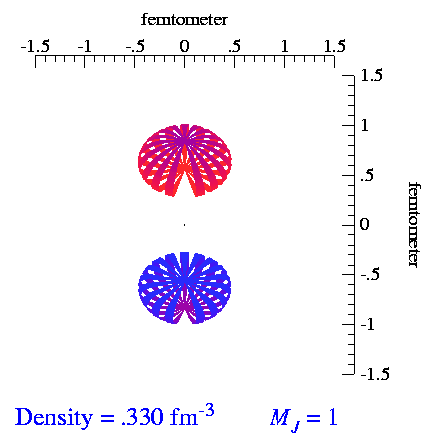 femtometer
-1.5 -1 -.5 0 .5 1 1.5
1.5
1
.5
0
-.5
-1
-1.5
femtometer
Density = .330 fm-3 MJ = 1